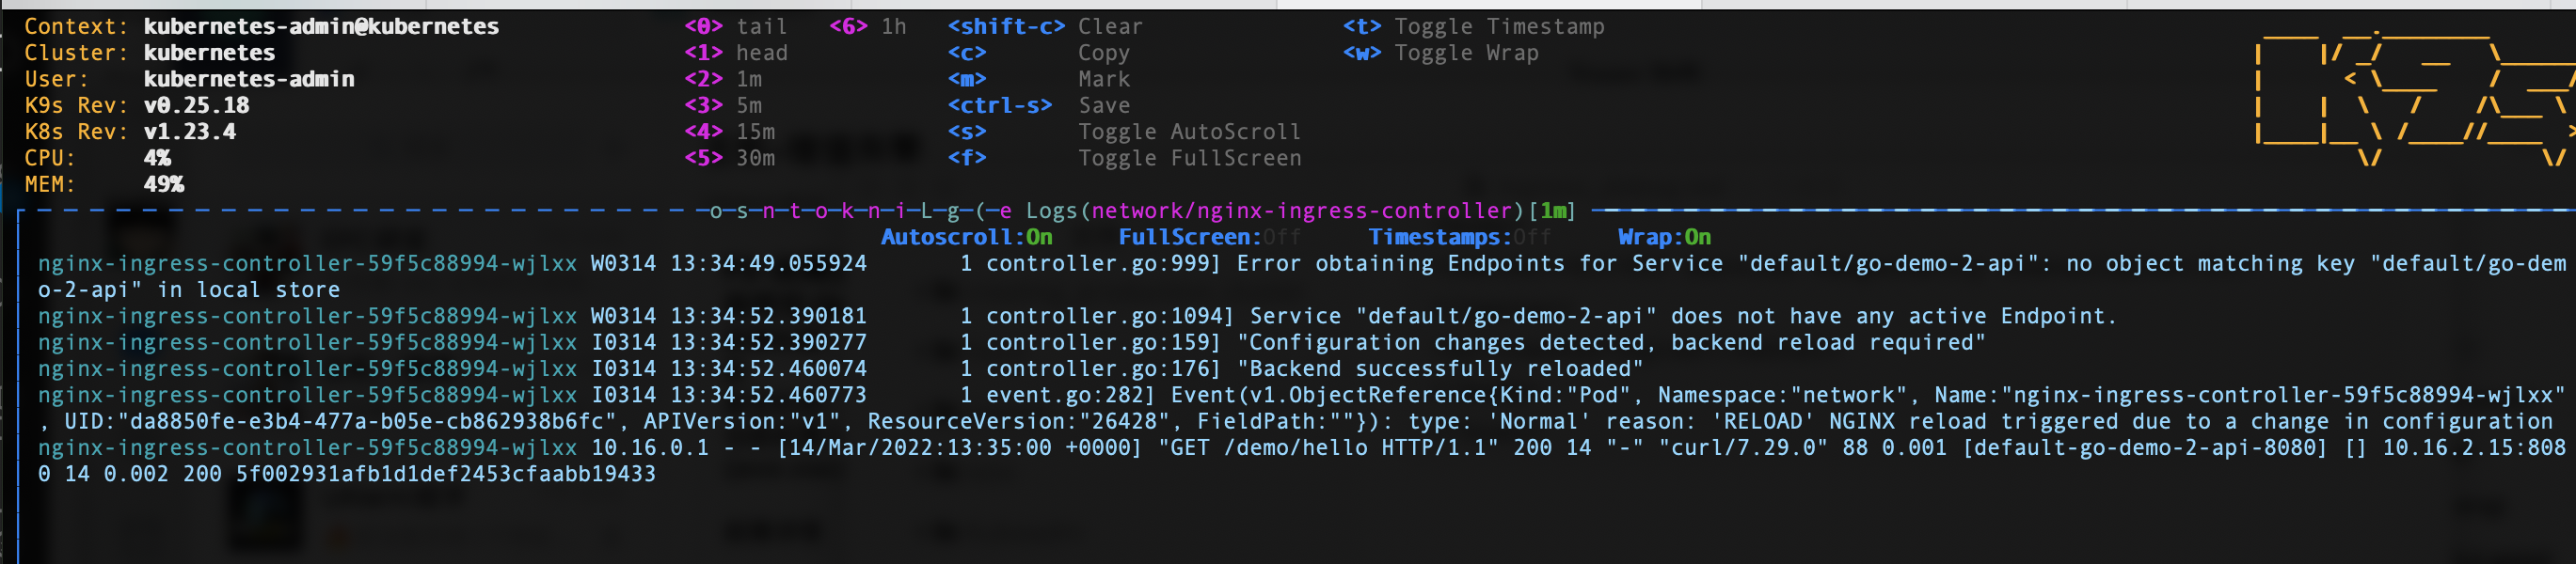 Context: kubernetes-admin@kubernetes <0> tail <6> 1h <shift-c> Clear <t> Toggle Timestamp
Cluster: kubernetes <1> head <c> Copy <w> Toggle Wrap
User: kubernetes-admin <2> 1m <m> Mark
K9s Rev: v0.25.18 <3> 5m <ctrl-s> Save
K8s Rev: v1.23.4 <4> 15m <s> Toggle AutoScroll
CPU: 4% <5> 30m <f> Toggle FullScreen
MEM: 49%
o-s-n-t-o-k-n-i-L-g-(-e Logs(network/nginx-ingress-controller)[1m]
Autoscroll:On FullScreen:Off Timestamps:Off Wrap:On
nginx-ingress-controller-59f5c88994-wjlxx W0314 13:34:49.055924 1 controller.go:999] Error obtaining Endpoints for Service "default/go-demo-2-api": no object matching key "default/go-dem
o-2-api" in local store
nginx-ingress-controller-59f5c88994-wjlxx W0314 13:34:52.390181 1 controller.go:1094] Service "default/go-demo-2-api" does not have any active Endpoint.
nginx-ingress-controller-59f5c88994-wjlxx I0314 13:34:52.390277 1 controller.go:159] "Configuration changes detected, backend reload required"
nginx-ingress-controller-59f5c88994-wjlxx I0314 13:34:52.460074 1 controller.go:176] "Backend successfully reloaded"
nginx-ingress-controller-59f5c88994-wjlxx I0314 13:34:52.460773 1 event.go:282] Event(v1.ObjectReference{Kind:"Pod", Namespace:"network", Name:"nginx-ingress-controller-59f5c88994-wjlxx"
, UID:"da8850fe-e3b4-477a-b05e-cb862938b6fc", APIVersion:"v1", ResourceVersion:"26428", FieldPath:""}): type: 'Normal' reason: 'RELOAD' NGINX reload triggered due to a change in configuration
nginx-ingress-controller-59f5c88994-wjlxx 10.16.0.1 - - [14/Mar/2022:13:35:00 +0000] "GET /demo/hello HTTP/1.1" 200 14 "-" "curl/7.29.0" 88 0.001 [default-go-demo-2-api-8080] [] 10.16.2.15:808
0 14 0.002 200 5f002931afb1d1def2453cfaabb19433